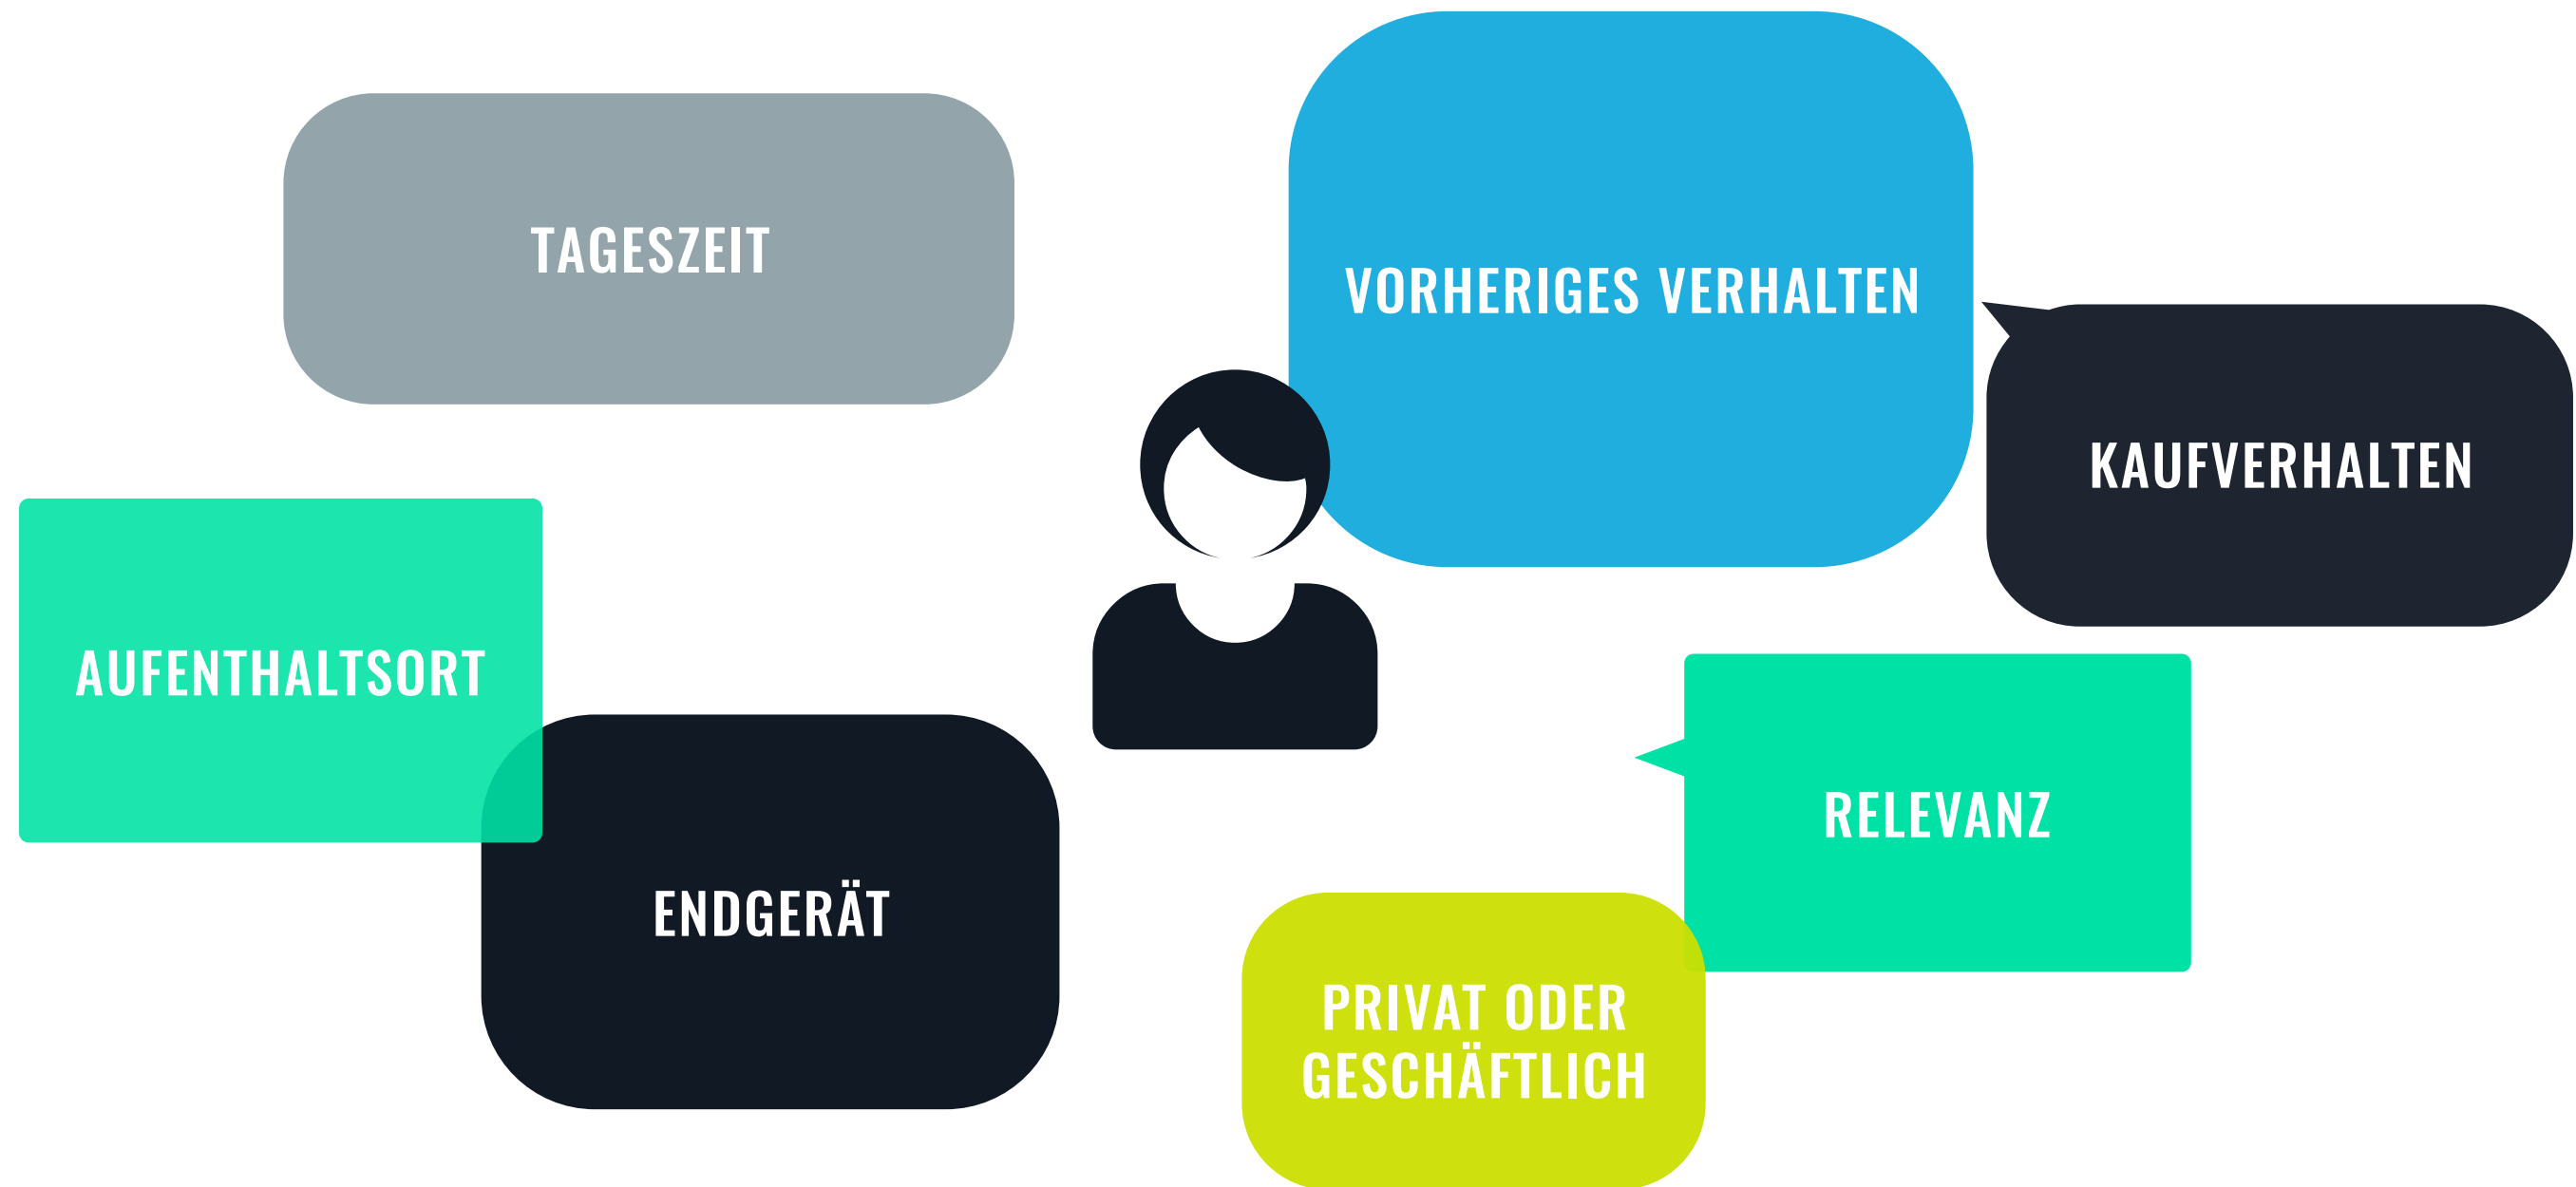 TAGESZEIT
VORHERIGES VERHALTEN
KAUFVERHALTEN
AUFENTHALTSORT
RELEVANZ
ENDGERÄT
PRIVAT ODER
GESCHÄFTLICH